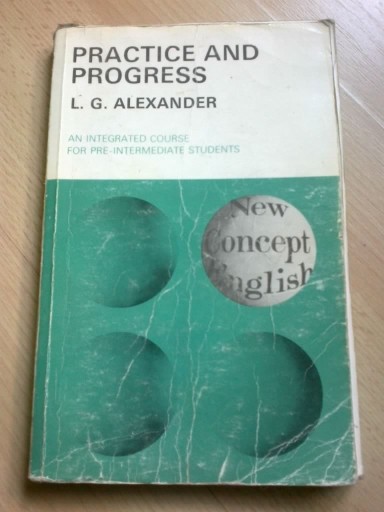 PRACTICE AND
PROGRESS
L. G. ALEXANDER
AN INTEGRATED COURSE
FOR PRE-INTERMEDIATE STUDENTS
New
Concept
English